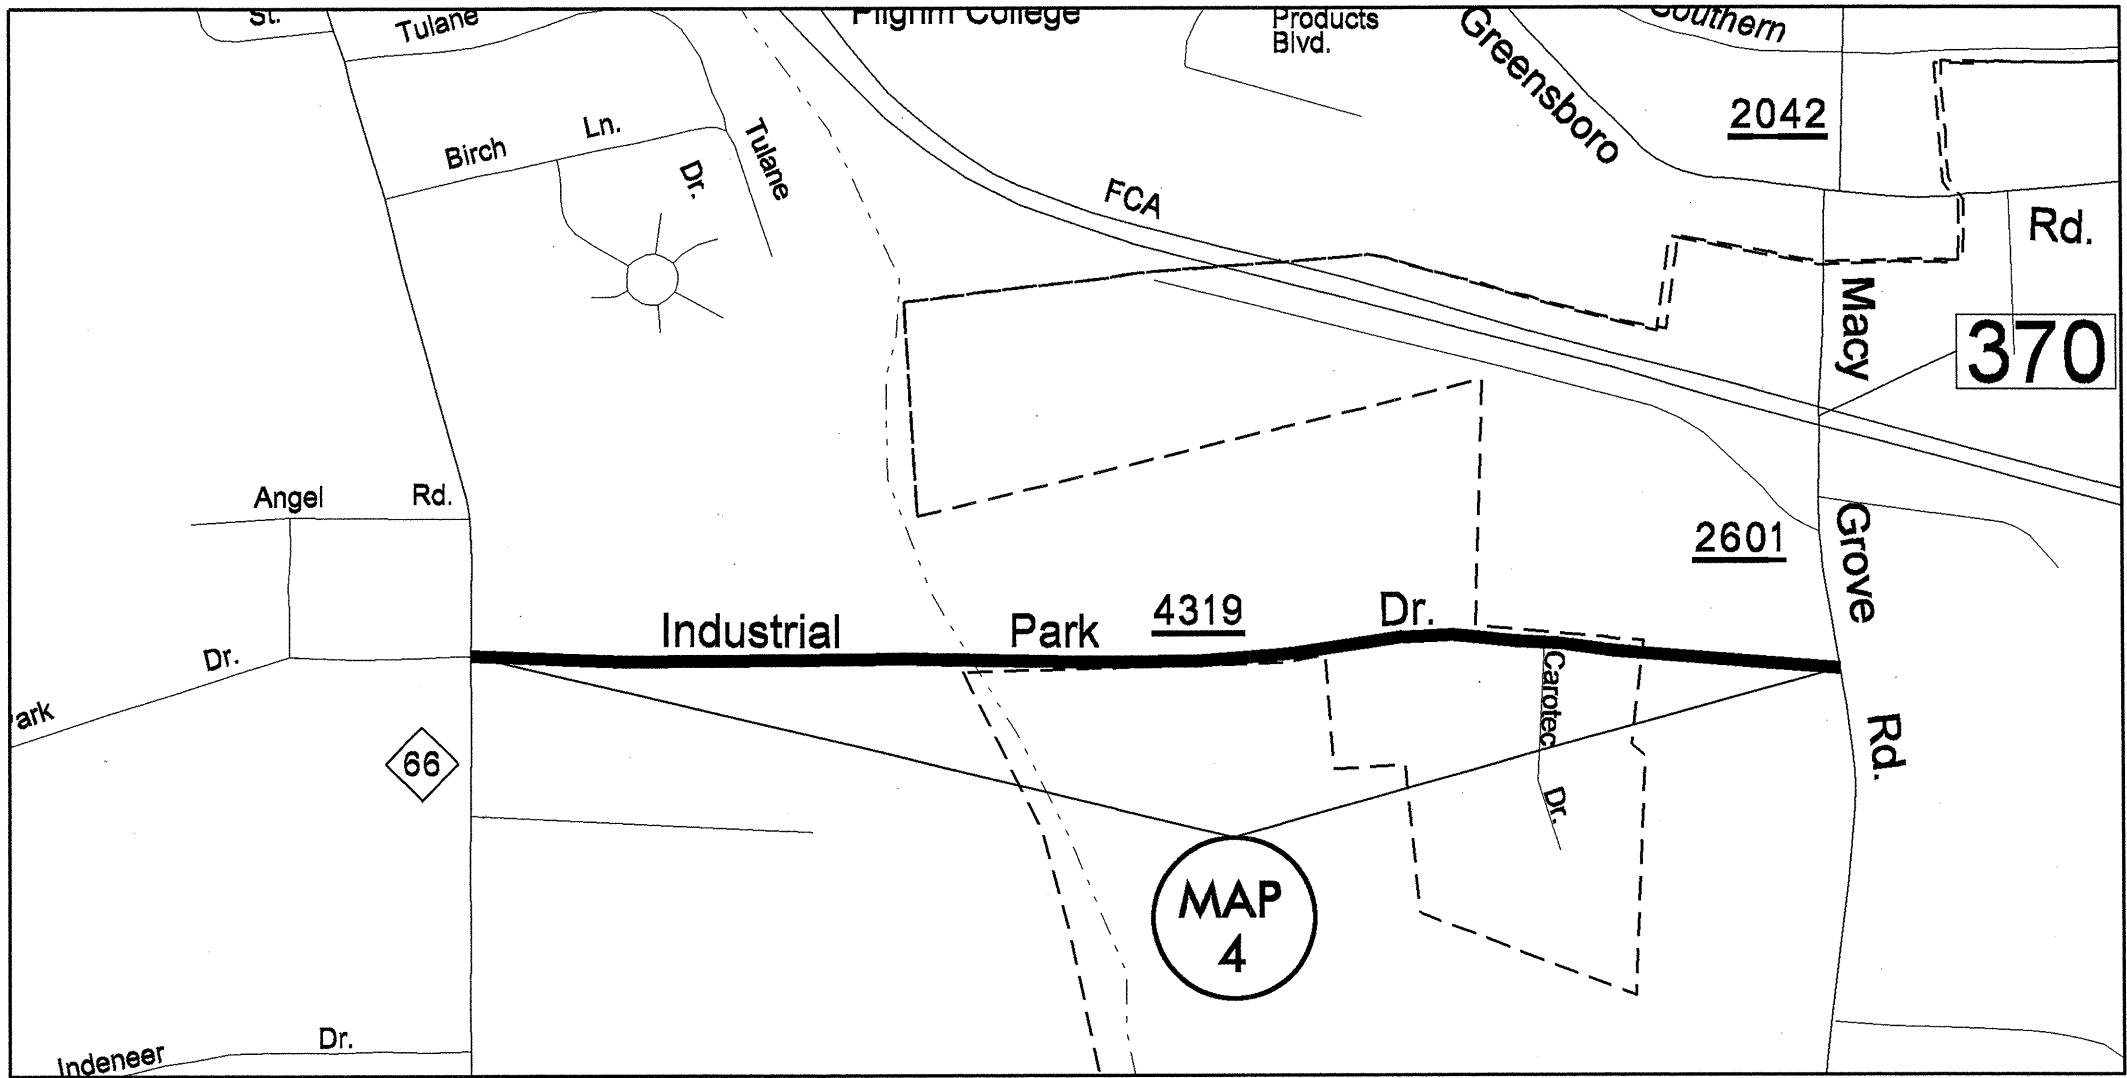 St.
Tulane
Pilgrim College
Products
Blvd.
Greensboro
Southern
2042
Birch Ln.
Tulane
Dr.
FCA
Rd.
Macy
370
Angel Rd.
Grove
2601
Industrial Park 4319 Dr.
Dr.
ark
Carotec
Rd.
66
Dr.
MAP
4
Indeneer Dr.